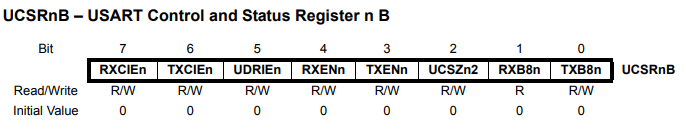 UCSRnB – USART Control and Status Register n B
Bit 7 6 5 4 3 2 1 0
RXCIEn TXCIEn UDRIEn RXENn TXENn UCSZn2 RXB8n TXB8n UCSRnB
Read/Write R/W R/W R/W R/W R/W R/W R R/W
Initial Value 0 0 0 0 0 0 0 0